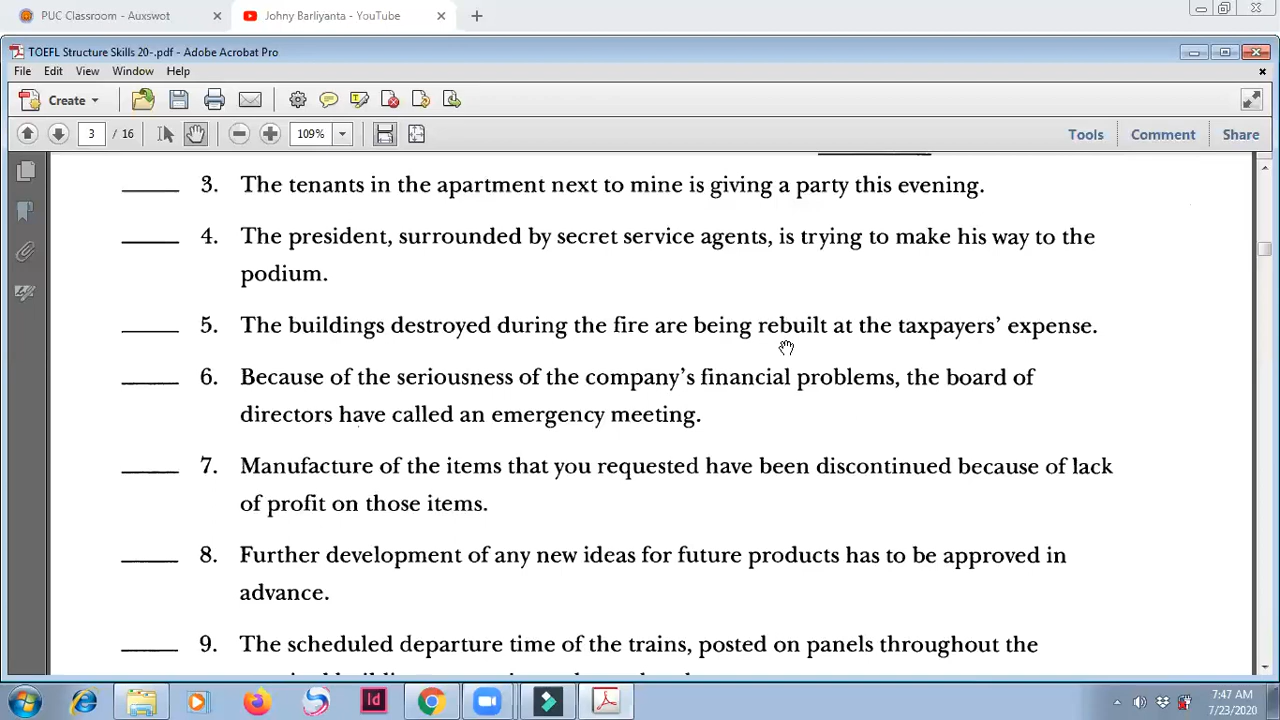 PUC Classroom - Auxswot
Johny Barliyanta - YouTube
TOEFL Structure Skills 20-.pdf - Adobe Acrobat Pro
File Edit View Window Help
Create
3 / 16 109% Tools Comment Share
3. The tenants in the apartment next to mine is giving a party this evening.
4. The president, surrounded by secret service agents, is trying to make his way to the
podium.
5. The buildings destroyed during the fire are being rebuilt at the taxpayers’ expense.
6. Because of the seriousness of the company’s financial problems, the board of
directors have called an emergency meeting.
7. Manufacture of the items that you requested have been discontinued because of lack
of profit on those items.
8. Further development of any new ideas for future products has to be approved in
advance.
9. The scheduled departure time of the trains, posted on panels throughout the
Id
7:47 AM
7/23/2020